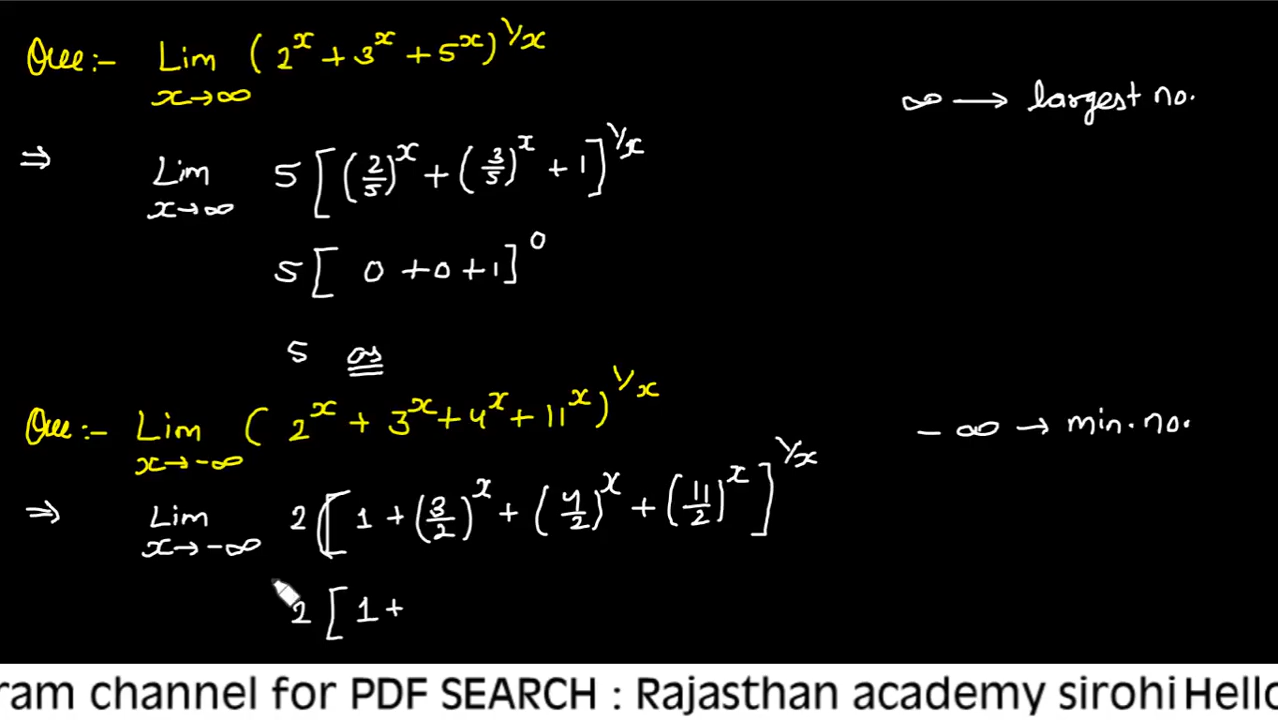 Que:- Lim x→∞ (2^x + 3^x + 5^x)^1/x
∞ → largest no.
⇒ Lim x→∞ 5[(2/5)^x + (3/5)^x + 1]^1/x
5[0 + 0 + 1]^0
5 as
Que:- Lim x→-∞ (2^x + 3^x + 4^x + 11^x)^1/x
- ∞ → min. no.
⇒ Lim x→-∞ 2[1 + (3/2)^x + (4/2)^x + (11/2)^x]^1/x
2[1 +
ram channel for PDF SEARCH : Rajasthan academy sirohi Hello